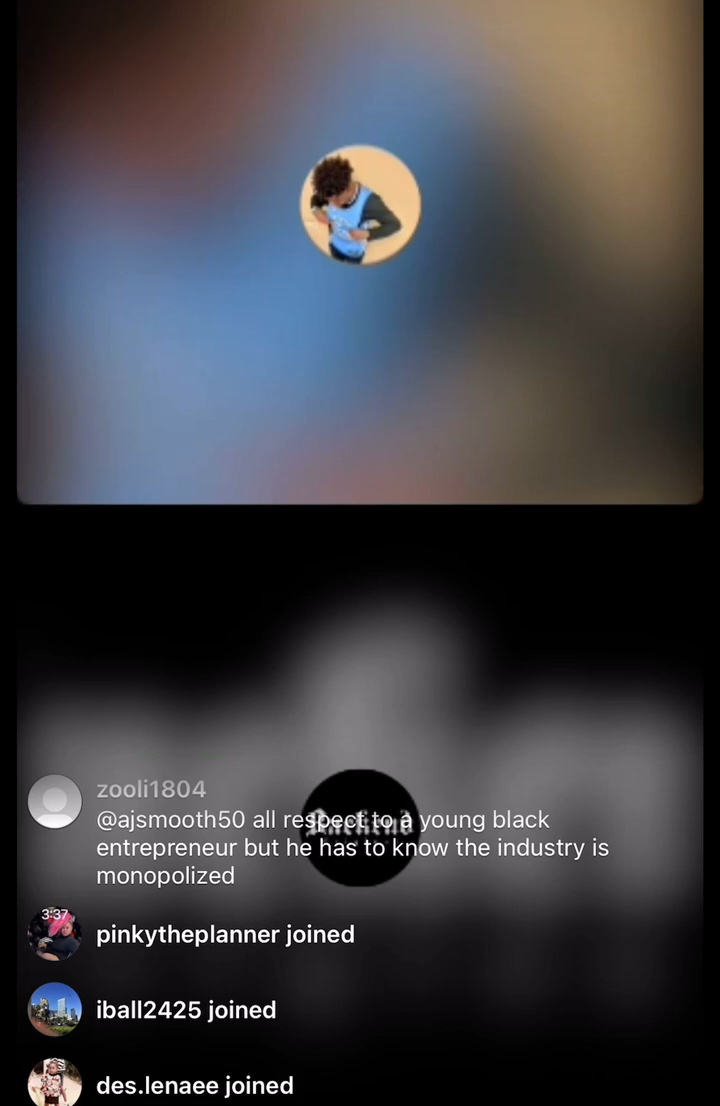 zooli1804
@ajsmooth50 all respect to a young black
entrepreneur but he has to know the industry is
monopolized
3:37
pinkytheplanner joined
iball2425 joined
des.lenaee joined